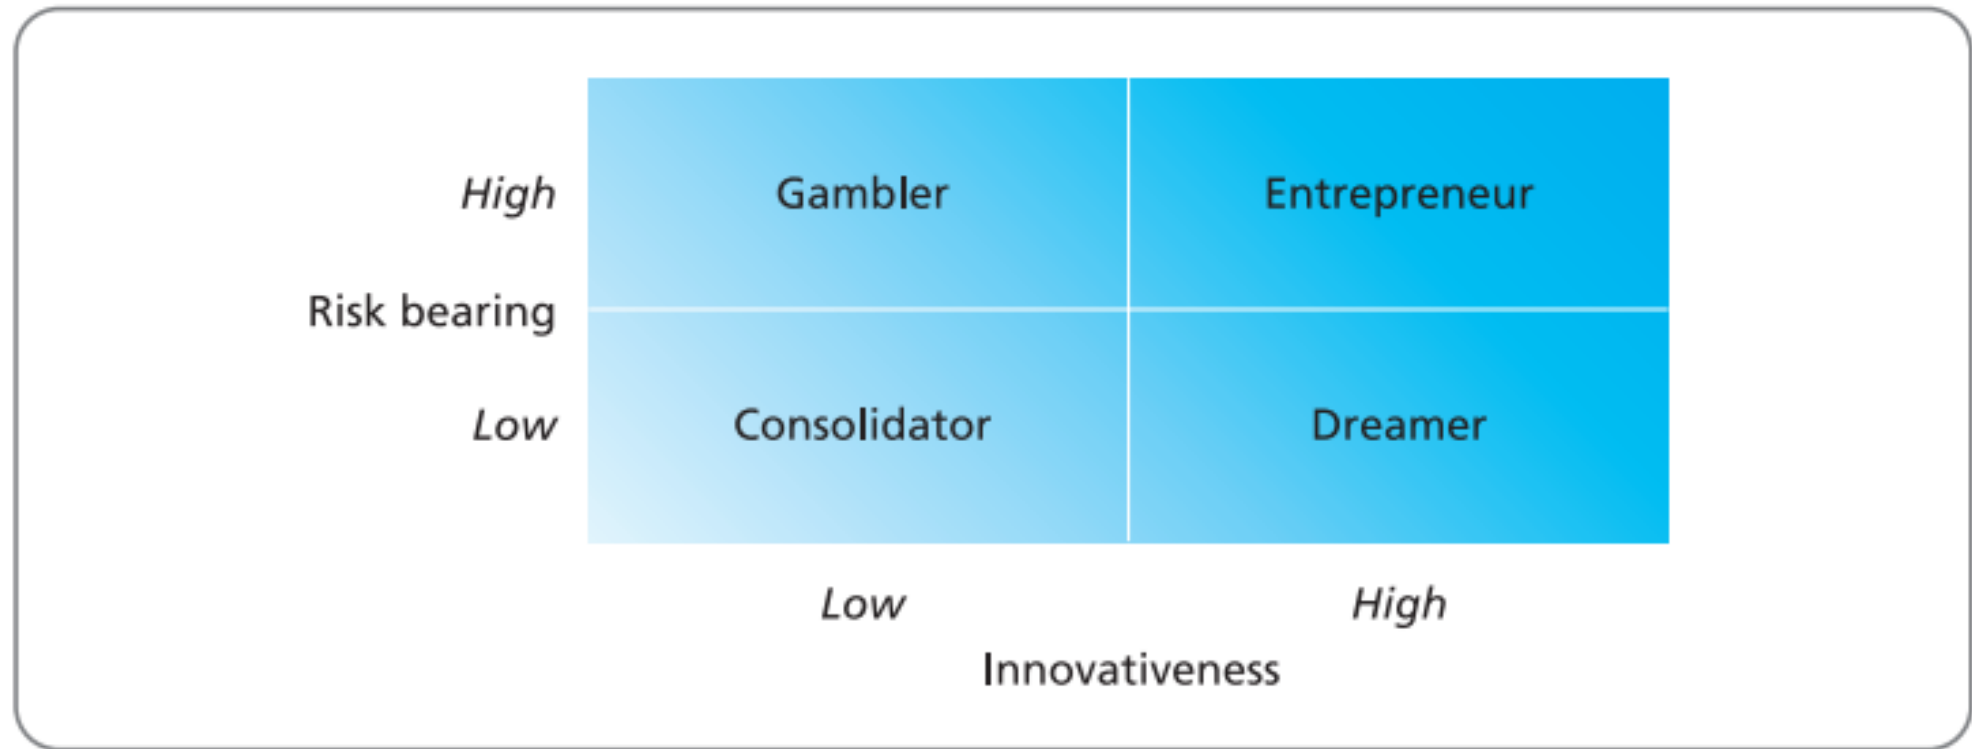 High
Gambler
Entrepreneur
Risk bearing
Low
Consolidator
Dreamer
Low
High
Innovativeness